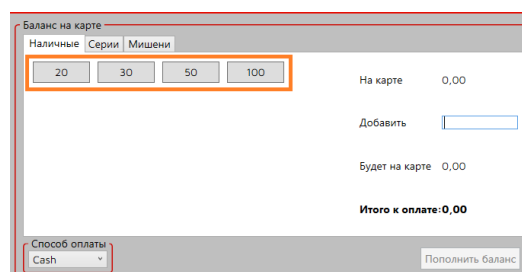 Баланс на карте
Наличные Серии Мишени
20 30 50 100
На карте 0,00
Добавить
Будет на карте 0,00
Итого к оплате:0,00
Способ оплаты
Cash
Пополнить баланс